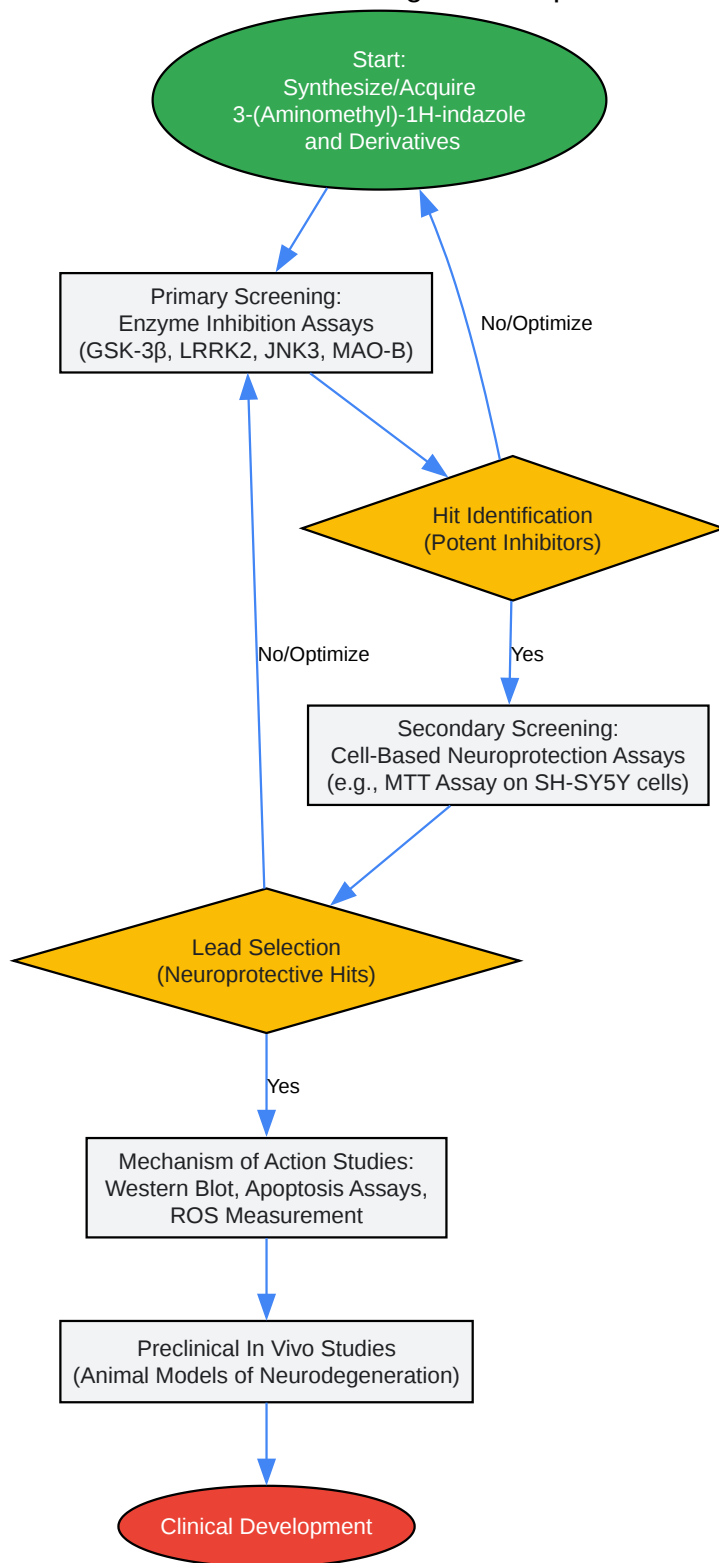 Start:
Synthesize/Acquire
3-(Aminomethyl)-1H-indazole
and Derivatives
Primary Screening:
Enzyme Inhibition Assays
(GSK-3β, LRRK2, JNK3, MAO-B)
No/Optimize
Hit Identification
(Potent Inhibitors)
No/Optimize
Yes
Secondary Screening:
Cell-Based Neuroprotection Assays
(e.g., MTT Assay on SH-SY5Y cells)
Lead Selection
(Neuroprotective Hits)
Yes
Mechanism of Action Studies:
Western Blot, Apoptosis Assays,
ROS Measurement
Preclinical In Vivo Studies
(Animal Models of Neurodegeneration)
Clinical Development